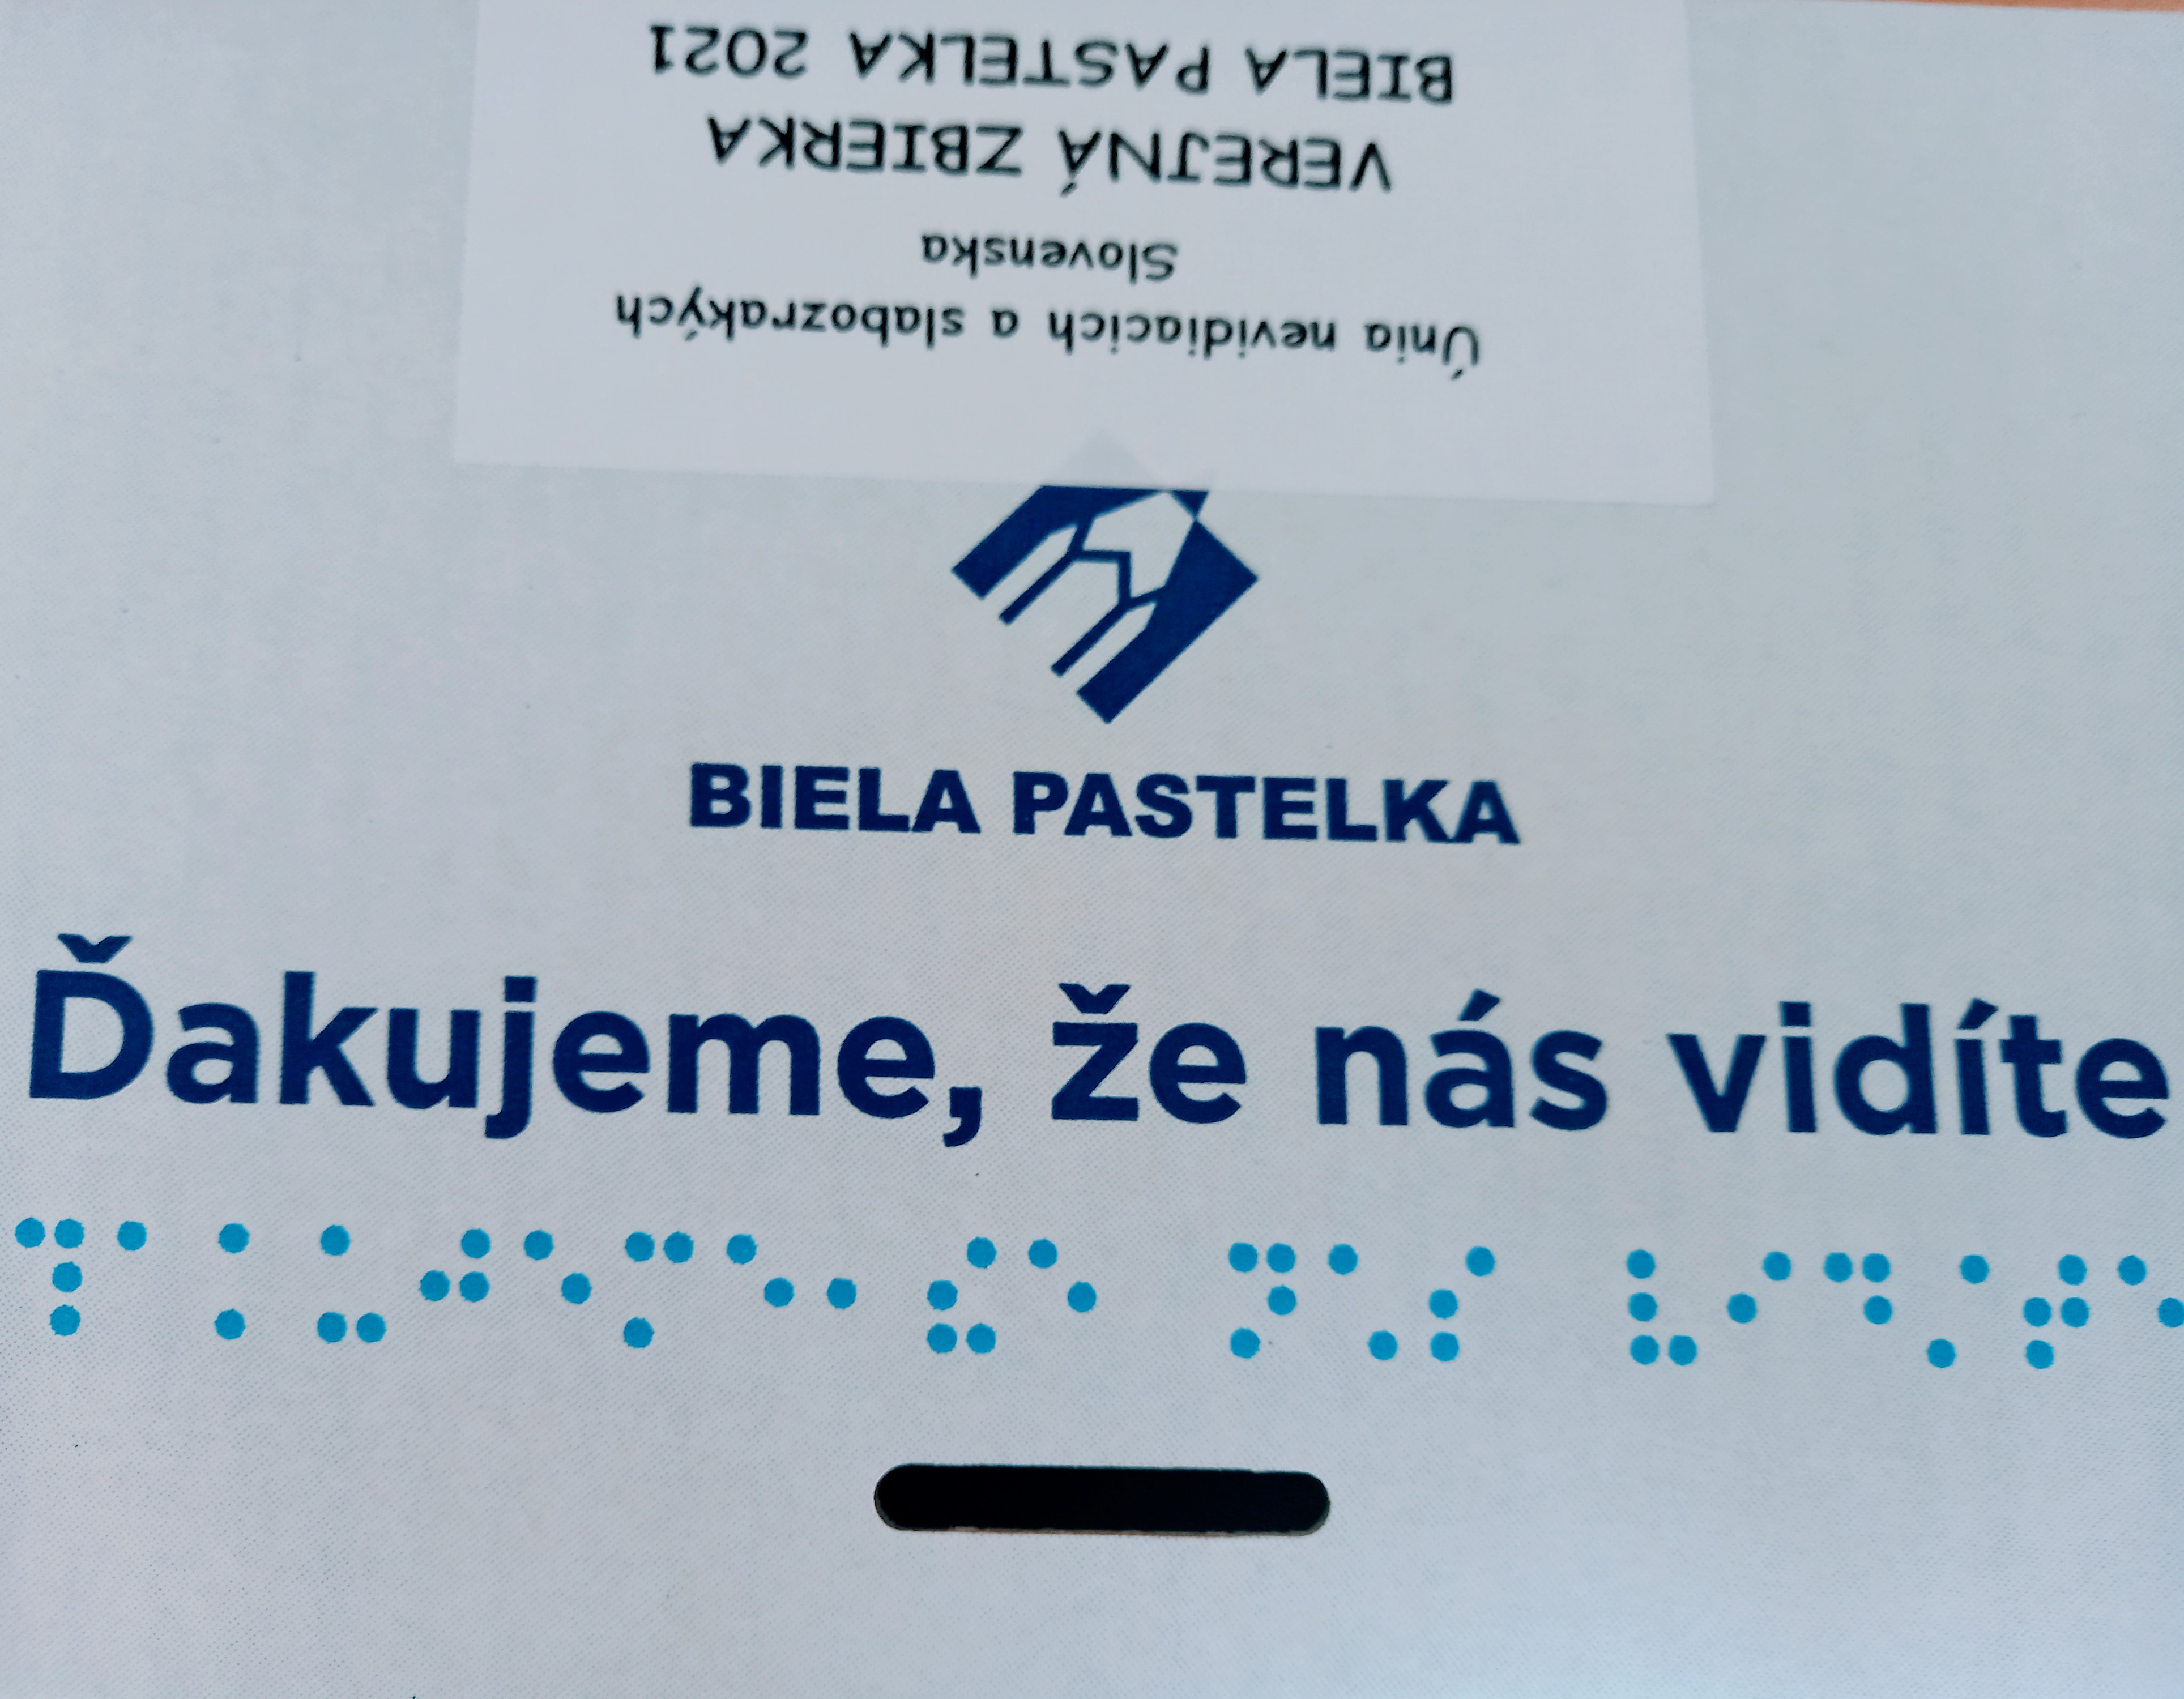 Únia nevidiacich a slabozrakých
Slovenska
VEREJNÁ ZBIERKA
BIELA PASTELKA 2021
BIELA PASTELKA
Ďakujeme, že nás vidíte
⠹⠁⠅⠥⠚⠑⠍⠑⠂ ⠮⠑ ⠝⠡⠎ ⠧⠊⠙⠌⠞⠑